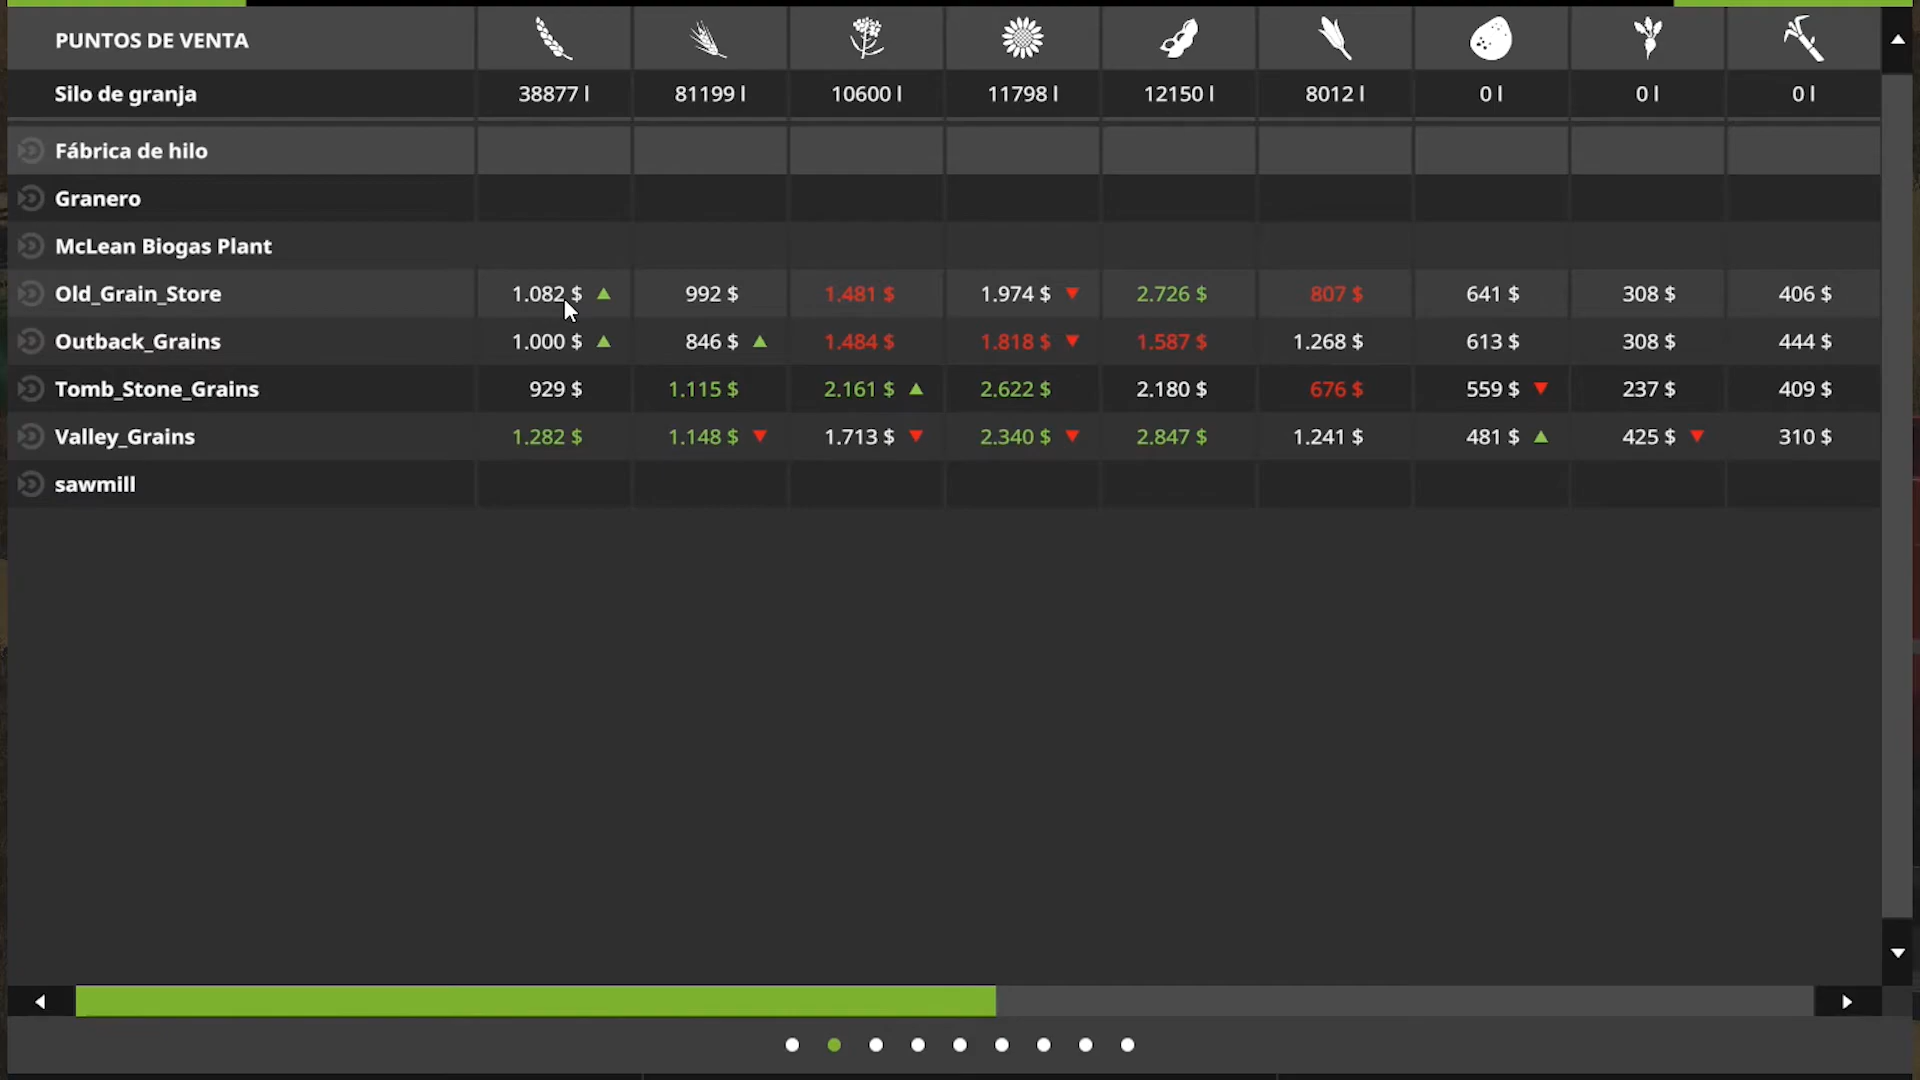 PUNTOS DE VENTA
Silo de granja 38877 l 81199 l 10600 l 11798 l 12150 l 8012 l 0 l 0 l 0 l
Fábrica de hilo
Granero
McLean Biogas Plant
Old_Grain_Store 1.082 $ 992 $ 1.481 $ 1.974 $ 2.726 $ 807 $ 641 $ 308 $ 406 $
Outback_Grains 1.000 $ 846 $ 1.484 $ 1.818 $ 1.587 $ 1.268 $ 613 $ 308 $ 444 $
Tomb_Stone_Grains 929 $ 1.115 $ 2.161 $ 2.622 $ 2.180 $ 676 $ 559 $ 237 $ 409 $
Valley_Grains 1.282 $ 1.148 $ 1.713 $ 2.340 $ 2.847 $ 1.241 $ 481 $ 425 $ 310 $
sawmill